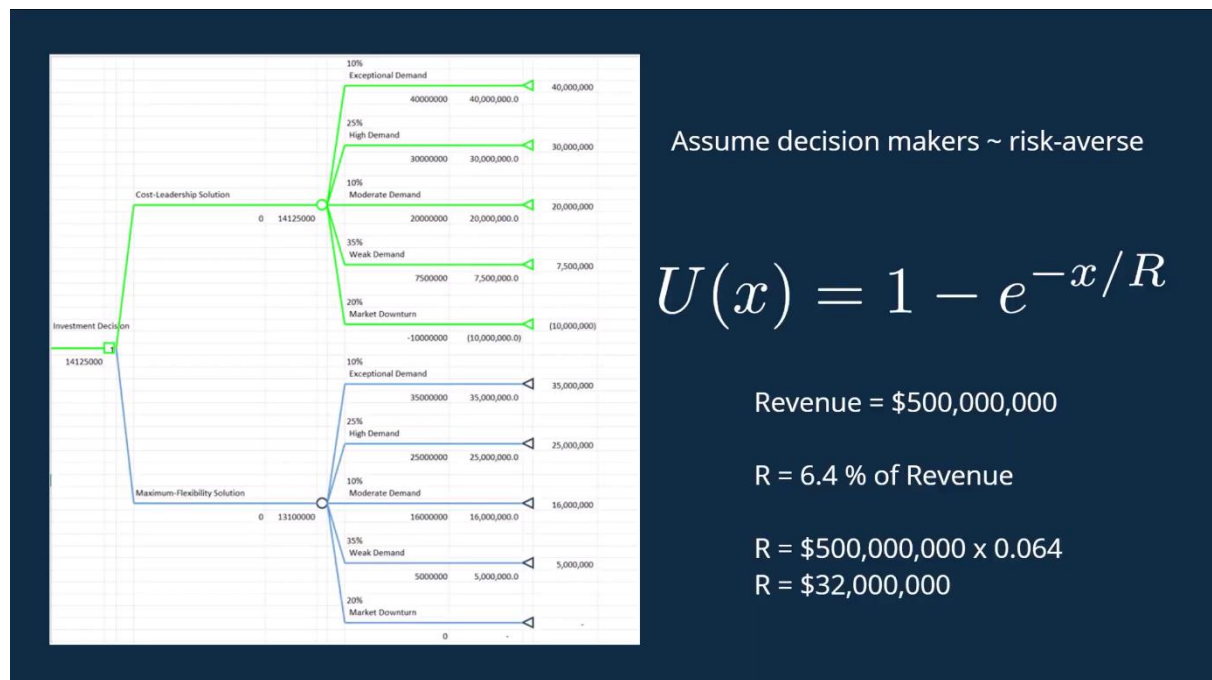 10%
Exceptional Demand
40,000,000
40000000 40,000,000.0
25%
High Demand
30,000,000
30000000 30,000,000.0
10%
Cost-Leadership Solution
Moderate Demand
20,000,000
0 14125000
20000000 20,000,000.0
35%
Weak Demand
7,500,000
7500000 7,500,000.0
20%
Market Downturn
Investment Decision
(10,000,000)
-10000000 (10,000,000.0)
14125000
10%
Exceptional Demand
35,000,000
35000000 35,000,000.0
25%
High Demand
25,000,000
25000000 25,000,000.0
10%
Maximum-Flexibility Solution
Moderate Demand
16,000,000
0 13100000
16000000 16,000,000.0
35%
Weak Demand
5,000,000
5000000 5,000,000.0
20%
Market Downturn
-
0 -
Assume decision makers ~ risk-averse
U(x) = 1 − e^{−x/R}
Revenue = $500,000,000
R = 6.4 % of Revenue
R = $500,000,000 x 0.064
R = $32,000,000